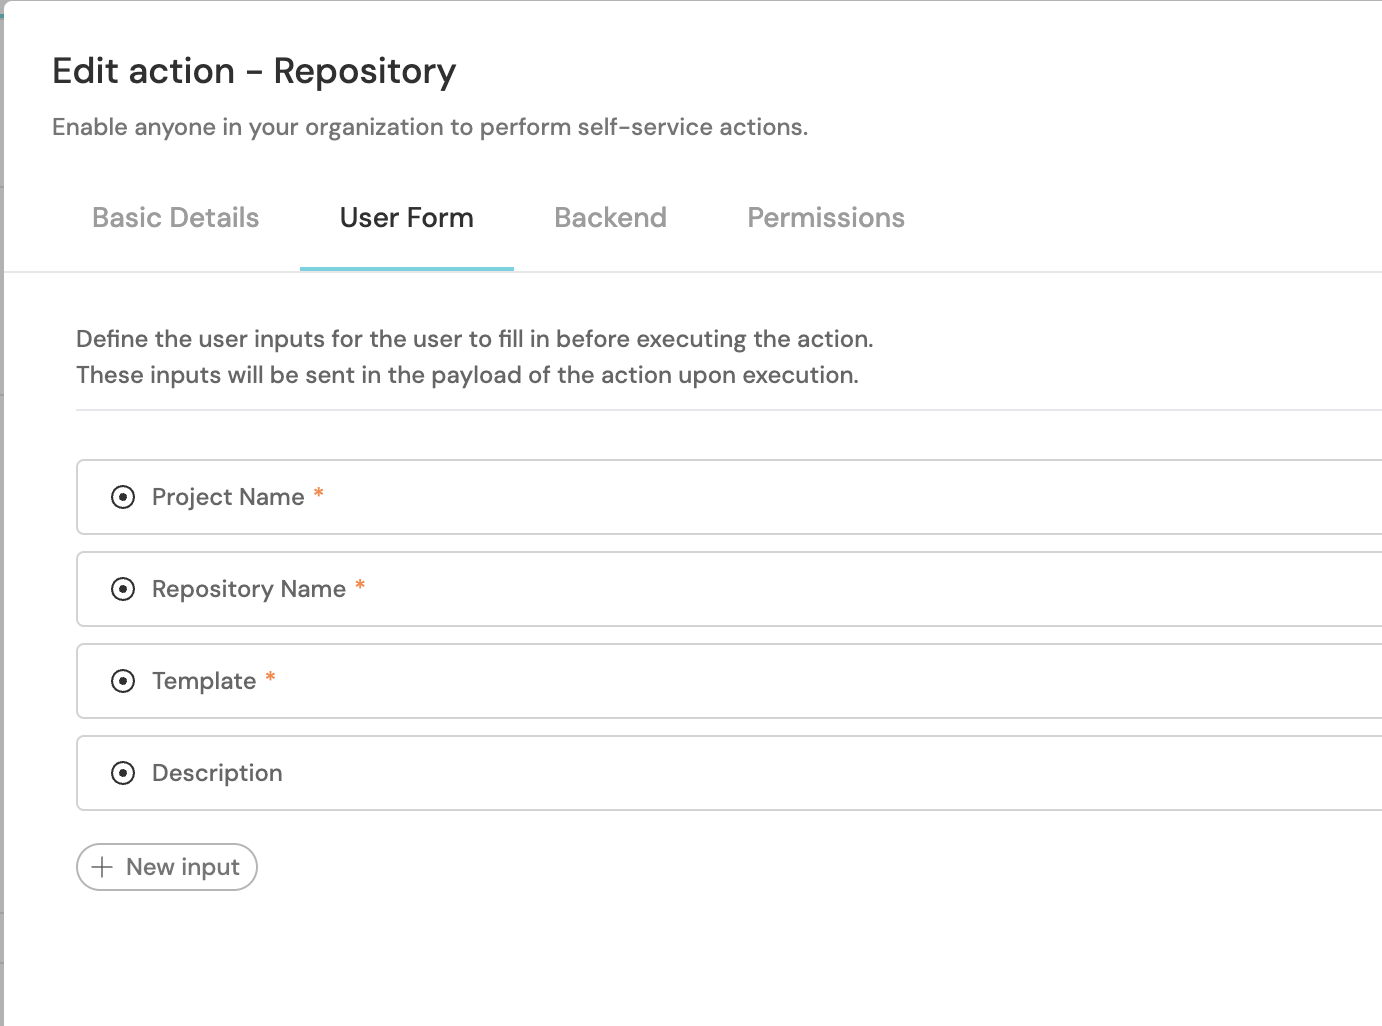 Edit action - Repository
Enable anyone in your organization to perform self-service actions.
Basic Details User Form Backend Permissions
Define the user inputs for the user to fill in before executing the action.
These inputs will be sent in the payload of the action upon execution.
Project Name *
Repository Name *
Template *
Description
+ New input